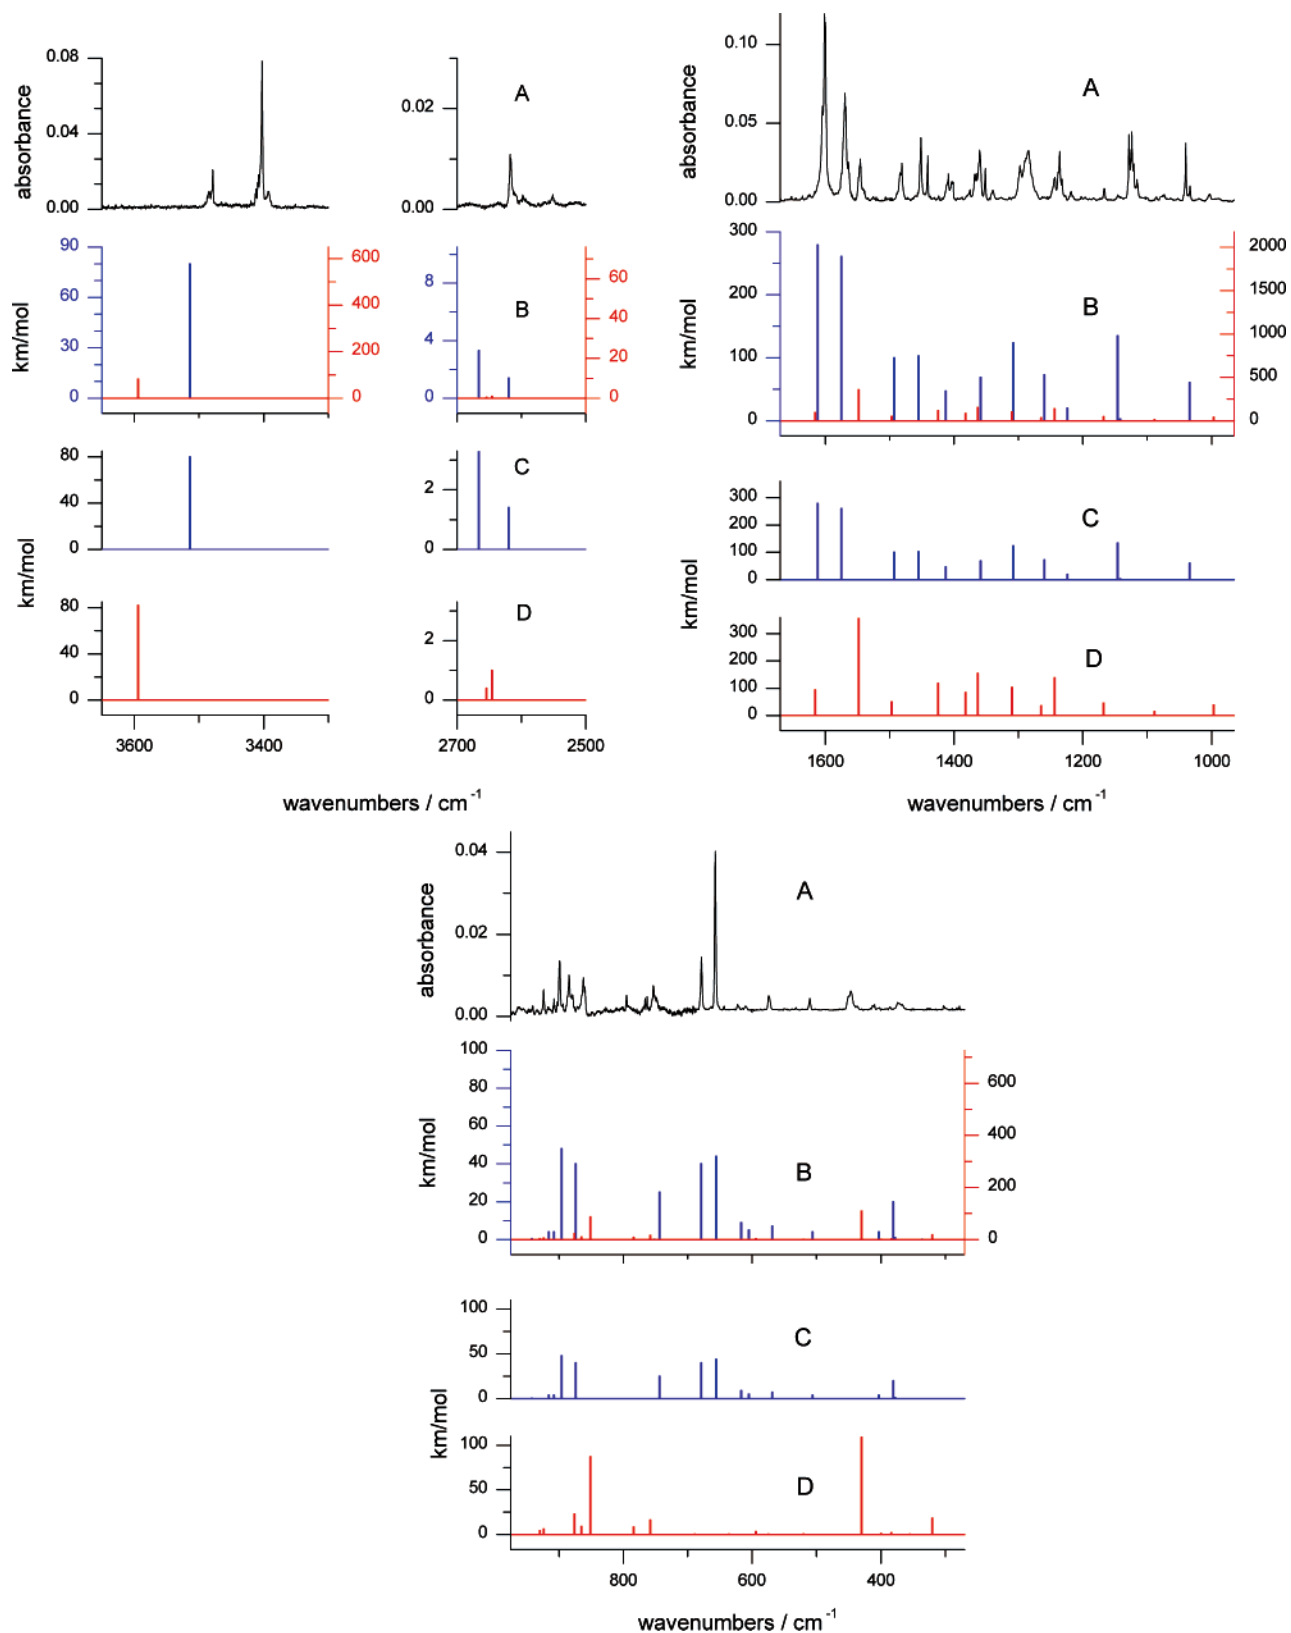 0.08
0.04
0.00
absorbance
0.02
0.00
A
0.10
0.05
0.00
absorbance
A
90
60
30
0
km/mol
600
400
200
0
8
4
0
B
60
40
20
0
300
200
100
0
km/mol
B
2000
1500
1000
500
0
80
40
0
km/mol
2
0
C
300
200
100
0
km/mol
C
80
40
0
2
0
D
300
200
100
0
D
3600 3400 2700 2500
wavenumbers / cm⁻¹
1600 1400 1200 1000
wavenumbers / cm⁻¹
0.04
0.02
0.00
absorbance
A
100
80
60
40
20
0
km/mol
B
600
400
200
0
100
50
0
km/mol
C
100
50
0
D
800 600 400
wavenumbers / cm⁻¹